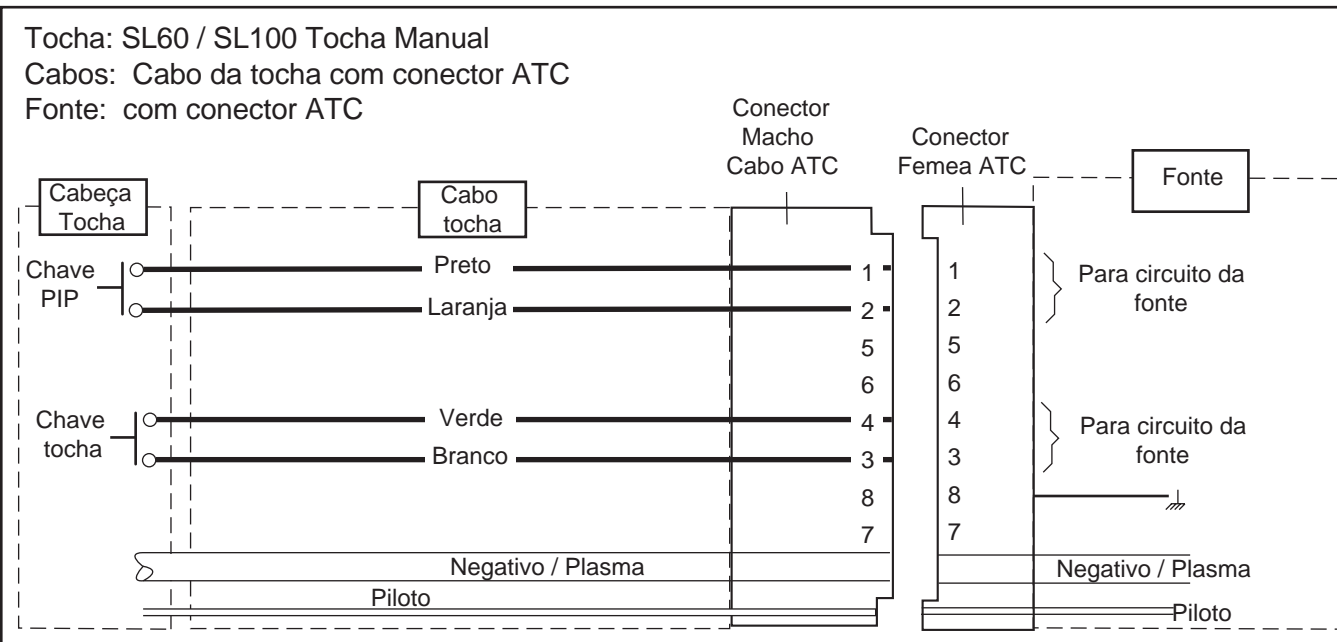 Tocha: SL60 / SL100 Tocha Manual
Cabos: Cabo da tocha com conector ATC
Fonte: com conector ATC
Conector
Macho
Cabo ATC
Conector
Femea ATC
Fonte
Cabeça
Tocha
Cabo
tocha
Chave
PIP
Preto
Laranja
1
2
5
6
4
3
8
7
1
2
5
6
4
3
8
7
Para circuito da
fonte
Chave
tocha
Verde
Branco
Para circuito da
fonte
Negativo / Plasma
Negativo / Plasma
Piloto
Piloto